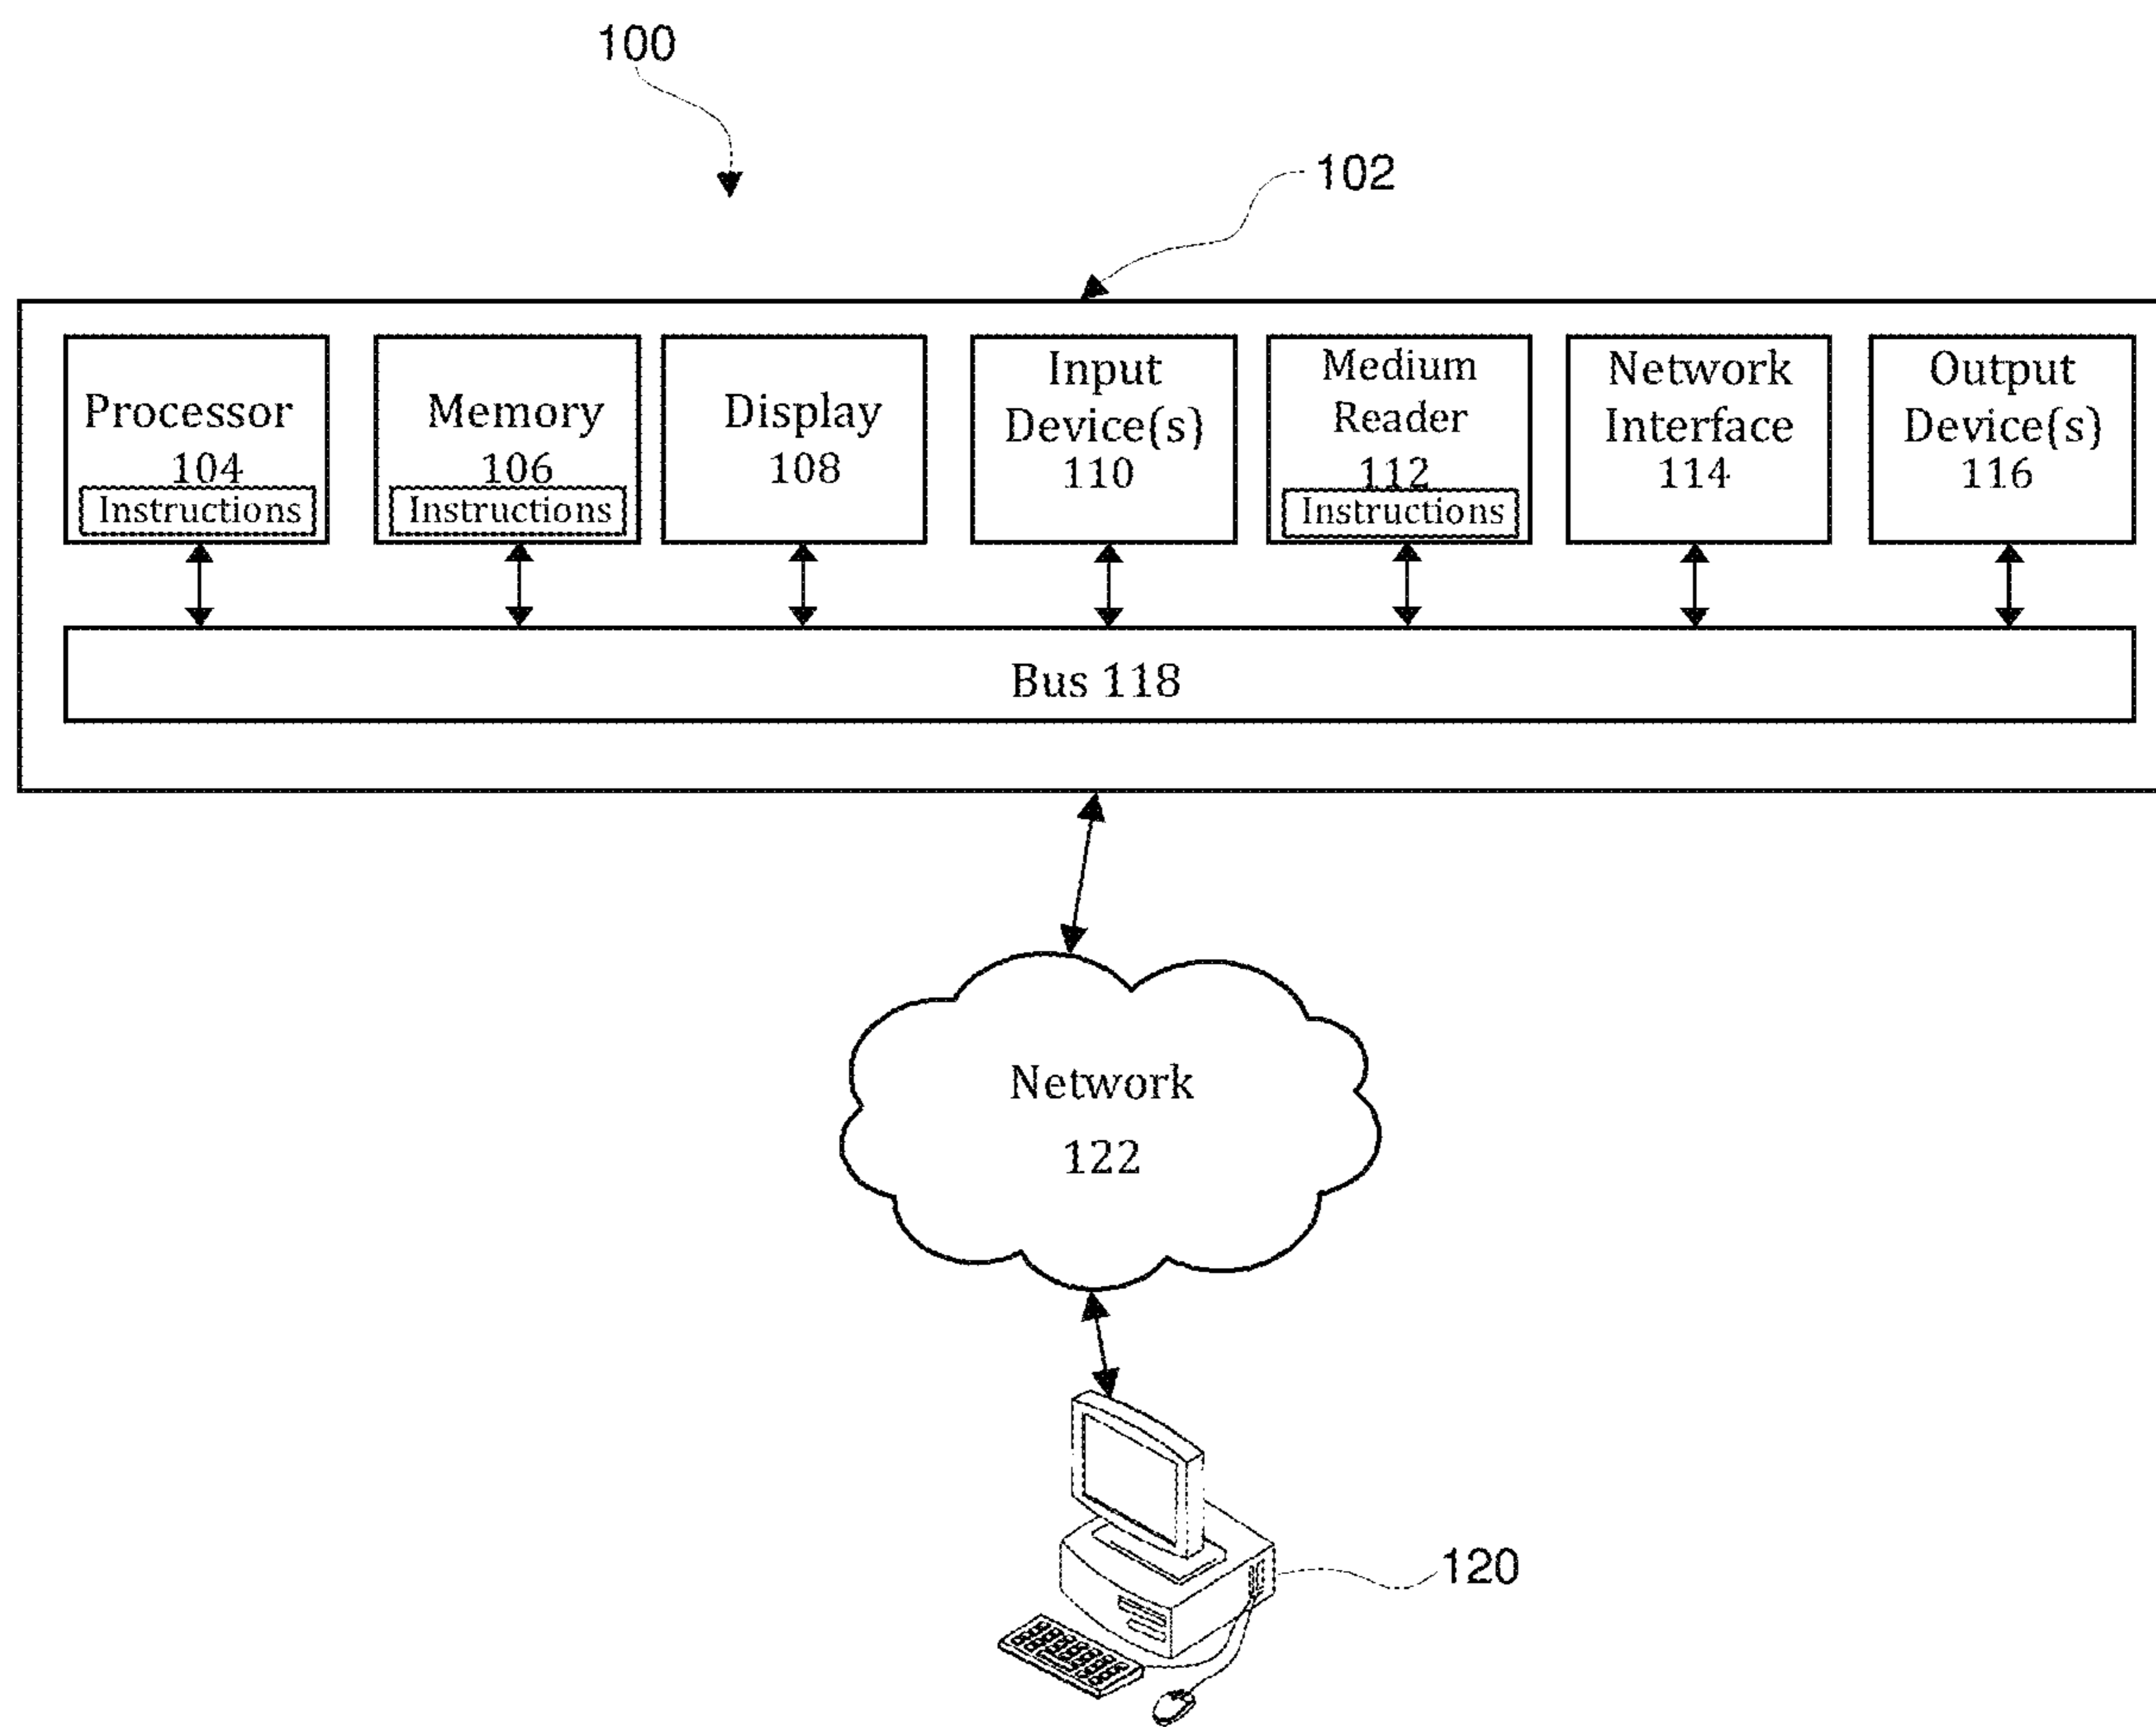 100
102
Processor
104
Instructions
Memory
106
Instructions
Display
108
Input
Device(s)
110
Medium
Reader
112
Instructions
Network
Interface
114
Output
Device(s)
116
Bus 118
Network
122
120